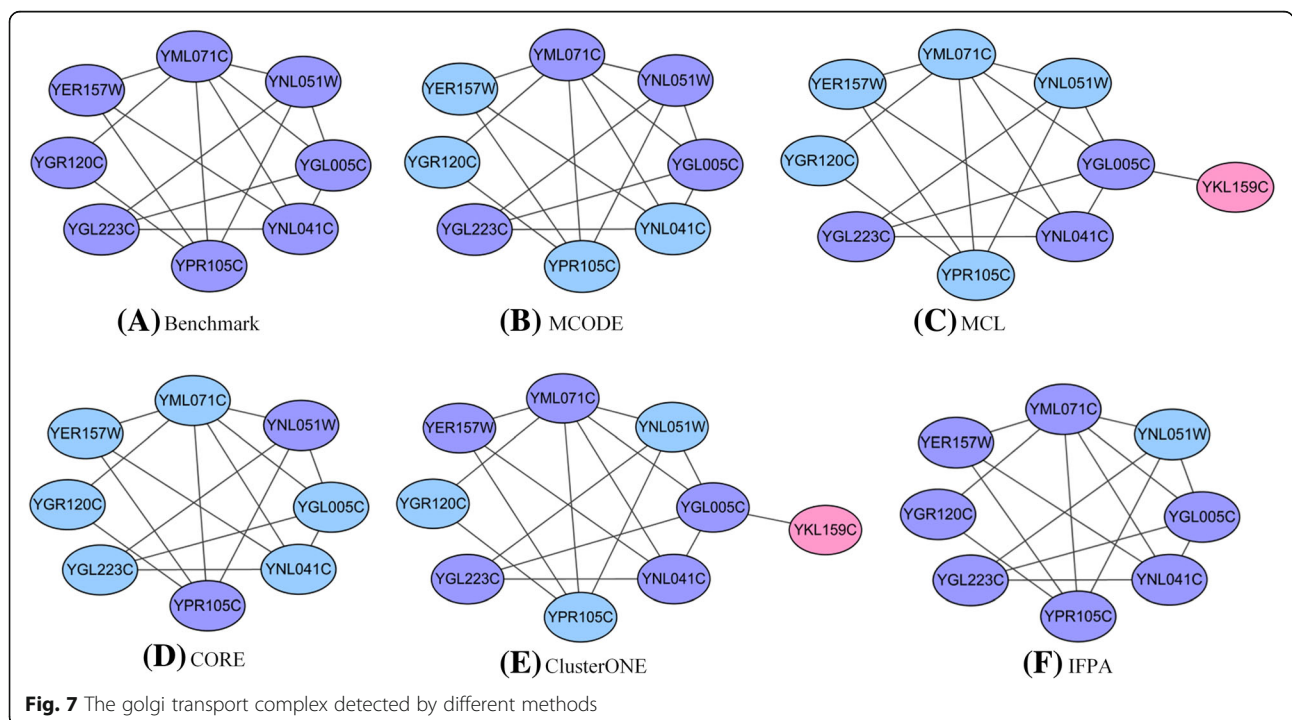 YML071C
YER157W
YNL051W
YGR120C
YGL005C
YGL223C
YNL041C
YPR105C
(A) Benchmark
YML071C
YER157W
YNL051W
YGR120C
YGL005C
YGL223C
YNL041C
YPR105C
(B) MCODE
YML071C
YER157W
YNL051W
YGR120C
YGL005C
YKL159C
YGL223C
YNL041C
YPR105C
(C) MCL
YML071C
YER157W
YNL051W
YGR120C
YGL005C
YGL223C
YNL041C
YPR105C
(D) CORE
YML071C
YER157W
YNL051W
YGR120C
YGL005C
YKL159C
YGL223C
YNL041C
YPR105C
(E) ClusterONE
YML071C
YER157W
YNL051W
YGR120C
YGL005C
YGL223C
YNL041C
YPR105C
(F) IFPA
Fig. 7 The golgi transport complex detected by different methods